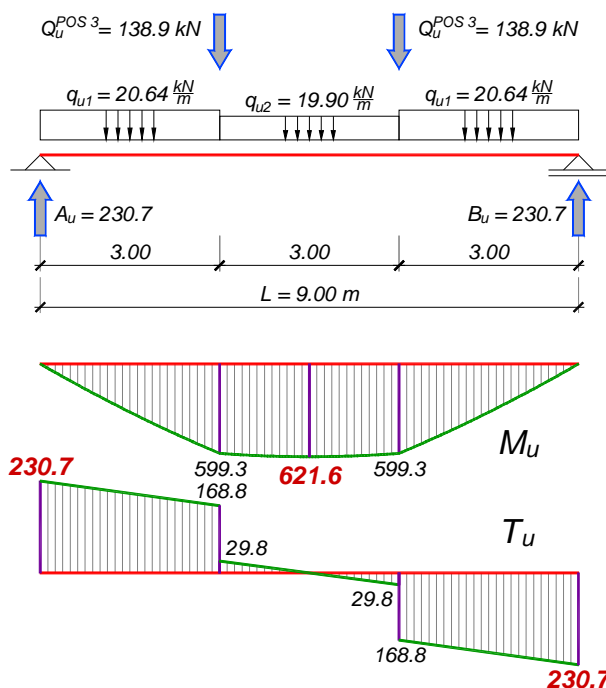 Q_u^POS 3 = 138.9 kN
Q_u^POS 3 = 138.9 kN
q_u1 = 20.64 kN/m
q_u2 = 19.90 kN/m
q_u1 = 20.64 kN/m
A_u = 230.7
B_u = 230.7
3.00
3.00
3.00
L = 9.00 m
599.3
621.6
599.3
M_u
230.7
168.8
29.8
T_u
29.8
168.8
230.7